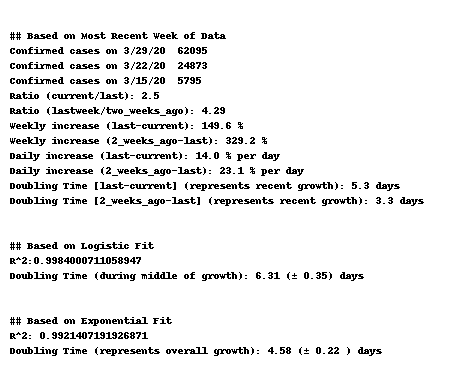 ## Based on Most Recent Week of Data
Confirmed cases on 3/29/20 62095
Confirmed cases on 3/22/20 24873
Confirmed cases on 3/15/20 5795
Ratio (current/last): 2.5
Ratio (lastweek/two_weeks_ago): 4.29
Weekly increase (last-current): 149.6 %
Weekly increase (2_weeks_ago-last): 329.2 %
Daily increase (last-current): 14.0 % per day
Daily increase (2_weeks_ago-last): 23.1 % per day
Doubling Time [last-current] (represents recent growth): 5.3 days
Doubling Time [2_weeks_ago-last] (represents recent growth): 3.3 days
## Based on Logistic Fit
R^2:0.9984000711058947
Doubling Time (during middle of growth): 6.31 (± 0.35) days
## Based on Exponential Fit
R^2: 0.9921407191926871
Doubling Time (represents overall growth): 4.58 (± 0.22 ) days